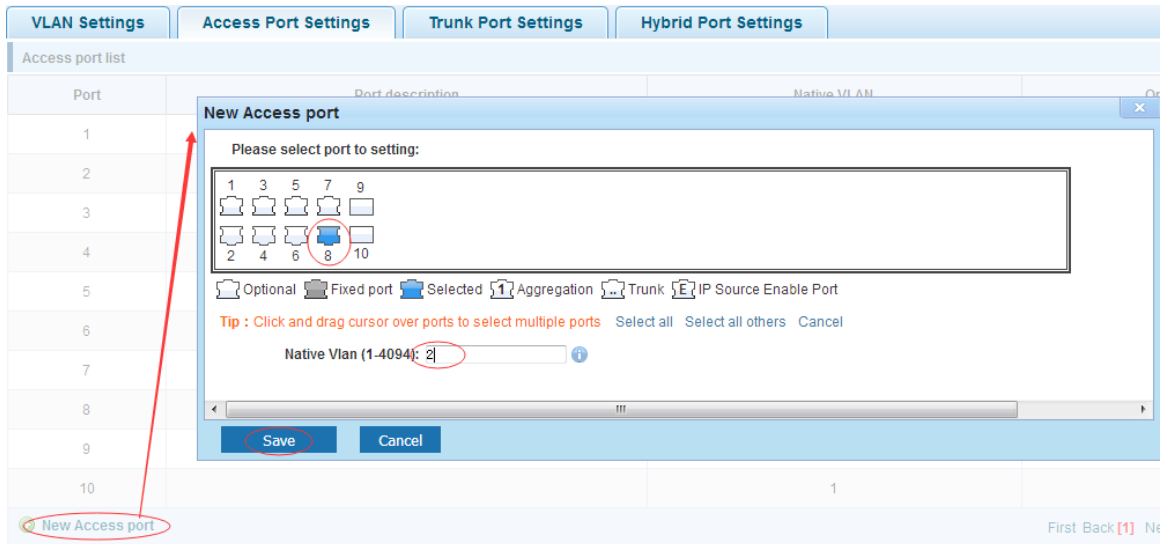 VLAN Settings Access Port Settings Trunk Port Settings Hybrid Port Settings
Access port list
Port Port description Native VLAN
New Access port
1
Please select port to setting:
2
1 3 5 7 9
3
4
2 4 6 8 10
5
Optional Fixed port Selected 1 Aggregation ... Trunk E IP Source Enable Port
6
Tip : Click and drag cursor over ports to select multiple ports Select all Select all others Cancel
Native Vlan (1-4094): 2
7
8
Save Cancel
9
10 1
New Access port First Back [1]